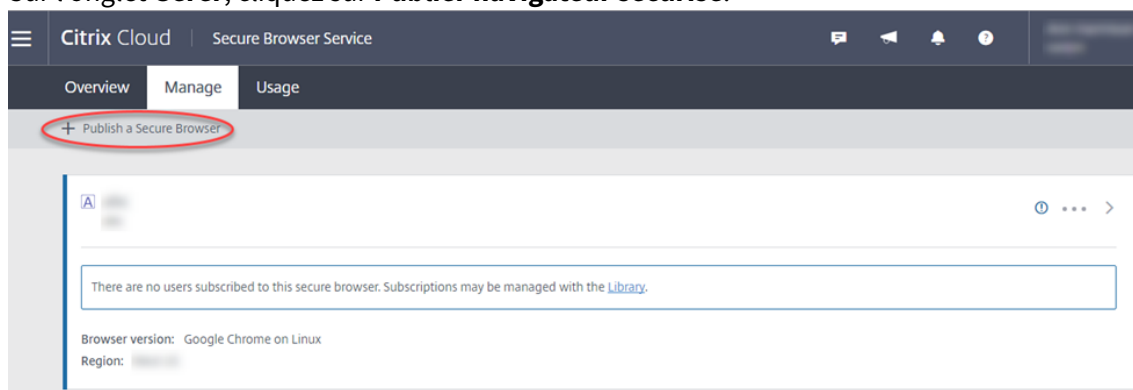 Sur l'onglet Gérer, cliquez sur Publier navigateur sécurisé.
Citrix Cloud | Secure Browser Service
Overview Manage Usage
+ Publish a Secure Browser
A
There are no users subscribed to this secure browser. Subscriptions may be managed with the Library.
Browser version: Google Chrome on Linux
Region: